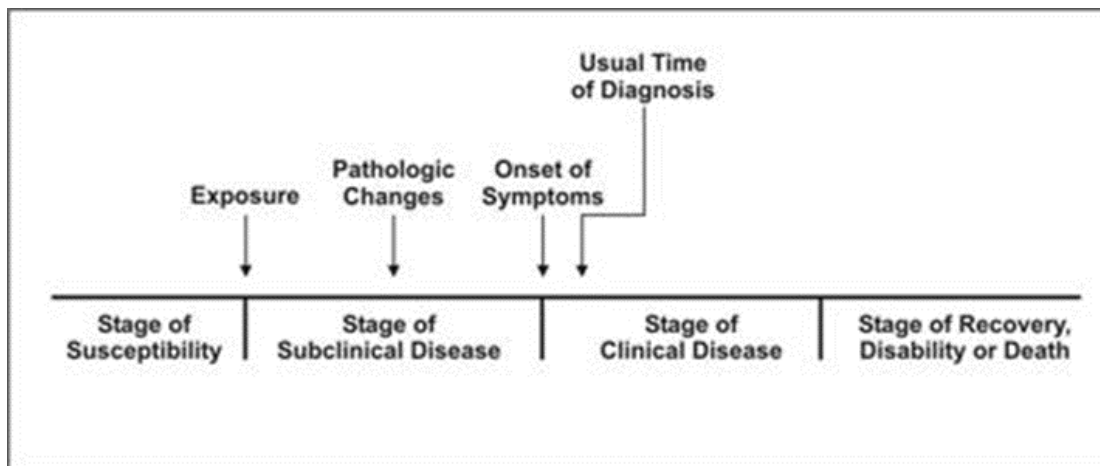 Usual Time
of Diagnosis
Exposure
Pathologic
Changes
Onset of
Symptoms
Stage of
Susceptibility
Stage of
Subclinical Disease
Stage of
Clinical Disease
Stage of Recovery,
Disability or Death